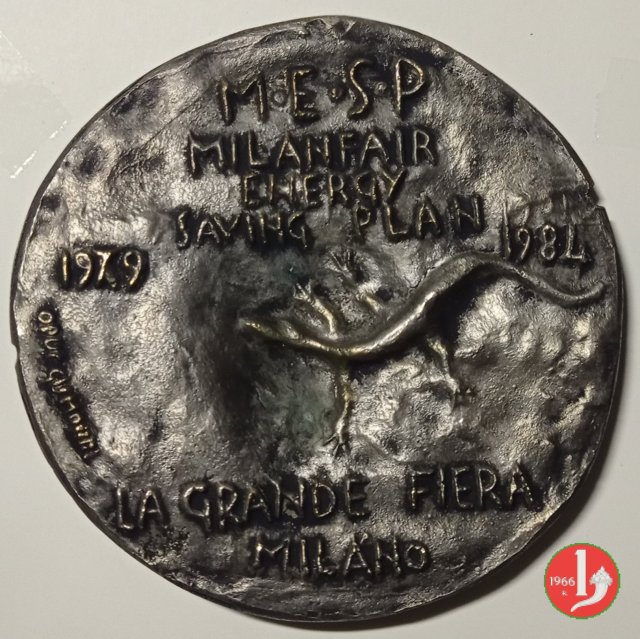 M·E·S·P
MILANFAIR
ENERGY
SAVING PLAN
1979
1984
LA GRANDE FIERA
MILANO
1966
R